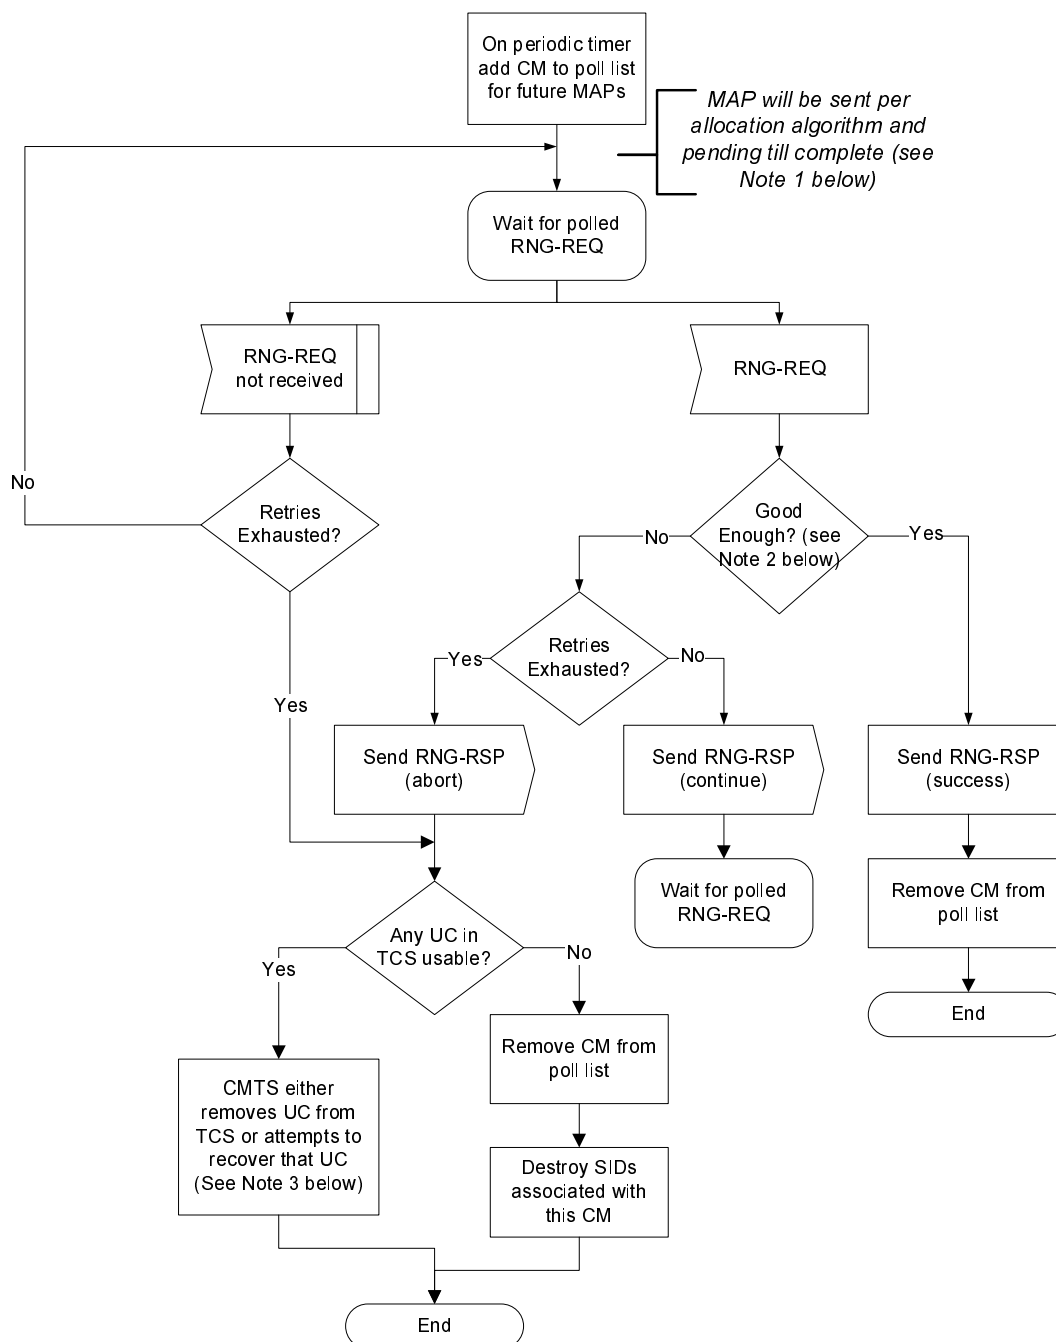 On periodic timer
add CM to poll list
for future MAPs
MAP will be sent per
allocation algorithm and
pending till complete (see
Note 1 below)
Wait for polled
RNG-REQ
RNG-REQ
not received
RNG-REQ
No
Retries
Exhausted?
Good
Enough? (see
Note 2 below)
No
Yes
Retries
Exhausted?
Yes
No
Yes
Send RNG-RSP
(abort)
Send RNG-RSP
(continue)
Send RNG-RSP
(success)
Wait for polled
RNG-REQ
Remove CM from
poll list
Any UC in
TCS usable?
Yes
No
End
Remove CM from
poll list
CMTS either
removes UC from
TCS or attempts to
recover that UC
(See Note 3 below)
Destroy SIDs
associated with
this CM
End